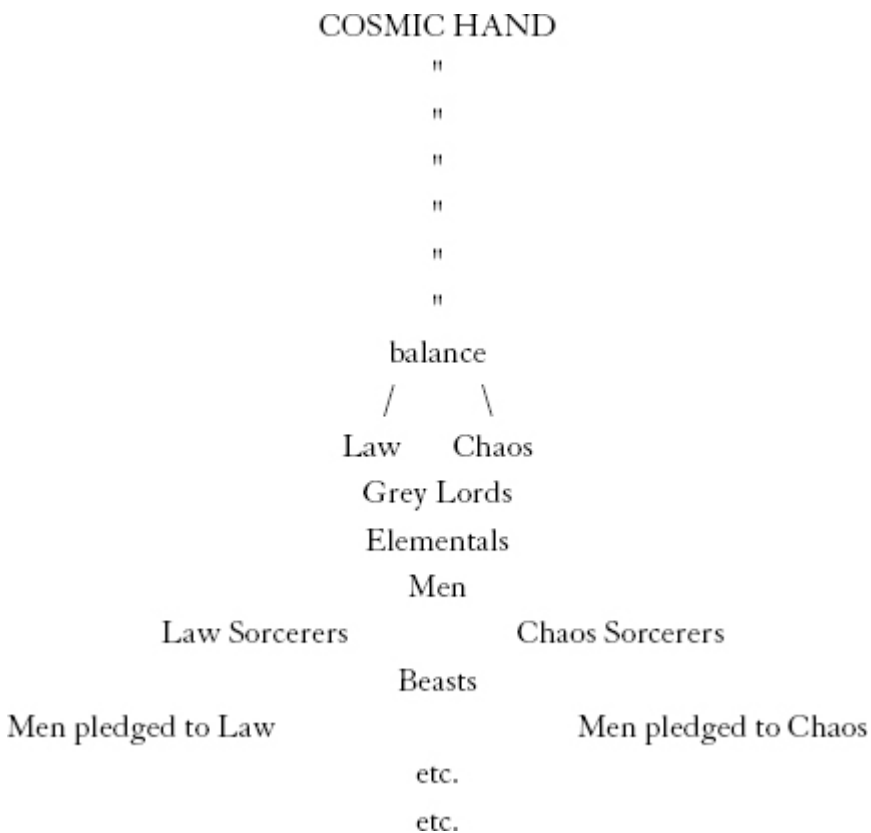 COSMIC HAND
"
"
"
"
"
"
balance
/ \
Law Chaos
Grey Lords
Elementals
Men
Law Sorcerers Chaos Sorcerers
Beasts
Men pledged to Law Men pledged to Chaos
etc.
etc.